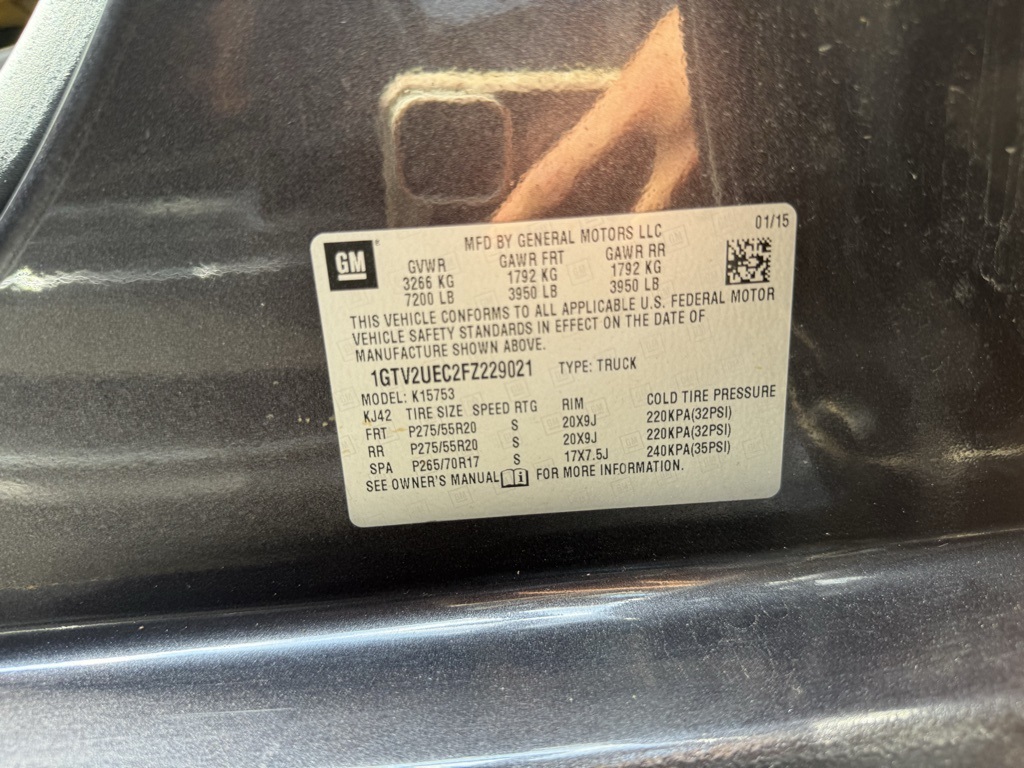 01/15
MFD BY GENERAL MOTORS LLC
GM
GVWR GAWR FRT GAWR RR
3266 KG 1792 KG 1792 KG
7200 LB 3950 LB 3950 LB
THIS VEHICLE CONFORMS TO ALL APPLICABLE U.S. FEDERAL MOTOR
VEHICLE SAFETY STANDARDS IN EFFECT ON THE DATE OF
MANUFACTURE SHOWN ABOVE.
1GTV2UEC2FZ229021 TYPE: TRUCK
MODEL: K15753
KJ42 TIRE SIZE SPEED RTG RIM COLD TIRE PRESSURE
FRT P275/55R20 S 20X9J 220KPA(32PSI)
RR P275/55R20 S 20X9J 220KPA(32PSI)
SPA P265/70R17 S 17X7.5J 240KPA(35PSI)
SEE OWNER'S MANUAL FOR MORE INFORMATION.